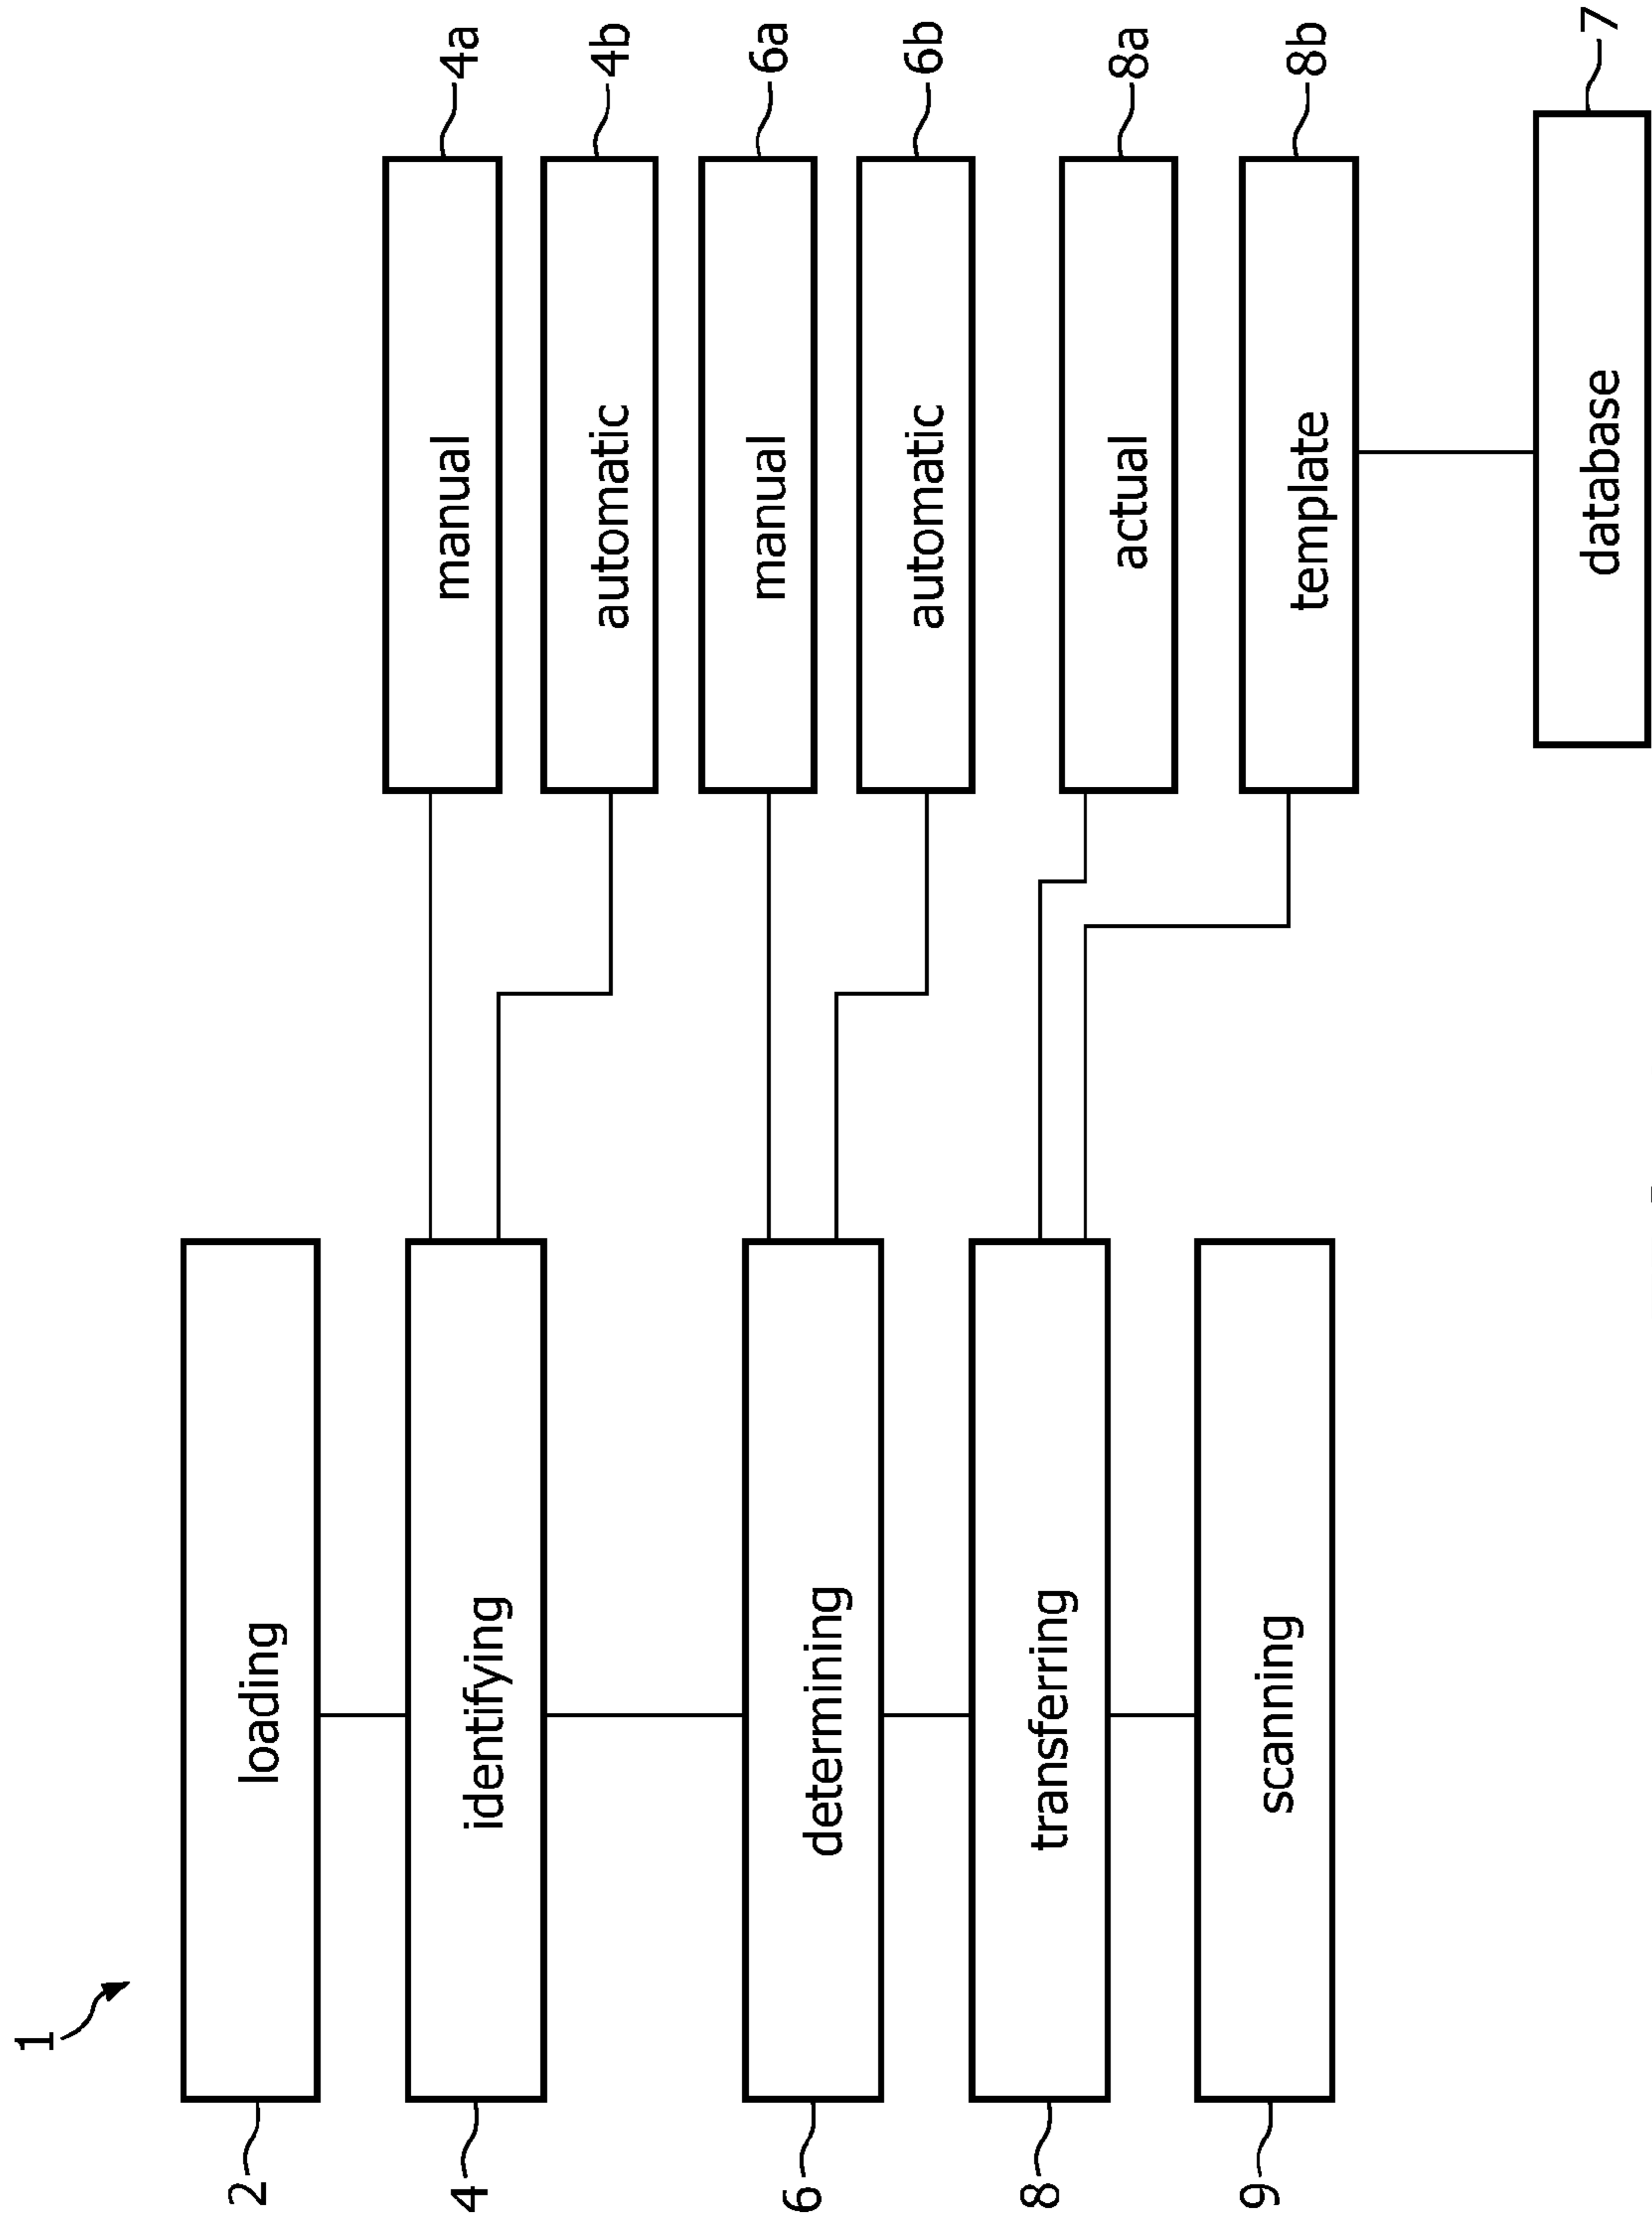 1
2
loading
4
identifying
manual
4a
automatic
4b
6
determining
manual
6a
automatic
6b
8
transferring
actual
8a
template
8b
9
scanning
database
7